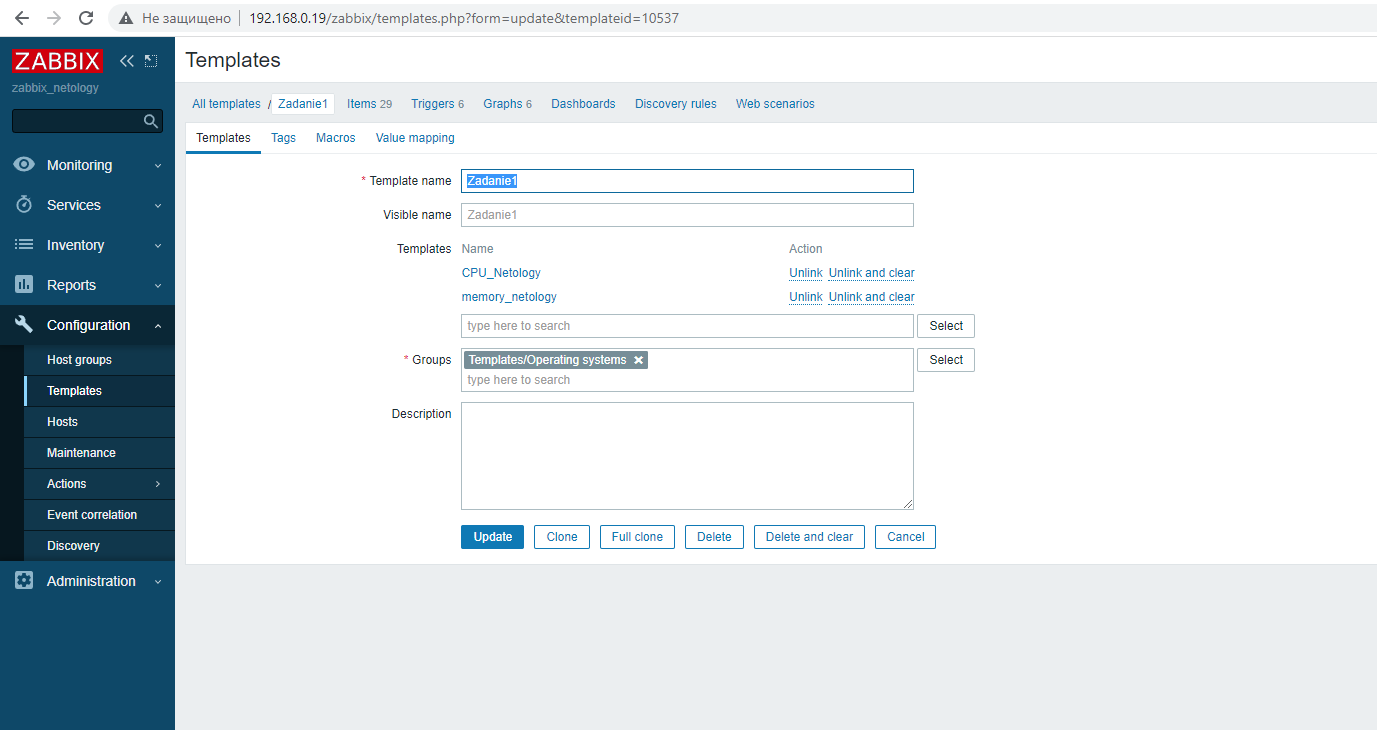 Не защищено 192.168.0.19/zabbix/templates.php?form=update&templateid=10537
ZABBIX
zabbix_netology
Monitoring
Services
Inventory
Reports
Configuration
Host groups
Templates
Hosts
Maintenance
Actions
Event correlation
Discovery
Administration
Templates
All templates / Zadanie1 Items 29 Triggers 6 Graphs 6 Dashboards Discovery rules Web scenarios
Templates Tags Macros Value mapping
* Template name Zadanie1
Visible name Zadanie1
Templates Name Action
CPU_Netology Unlink Unlink and clear
memory_netology Unlink Unlink and clear
type here to search Select
* Groups Templates/Operating systems Select
type here to search
Description
Update Clone Full clone Delete Delete and clear Cancel